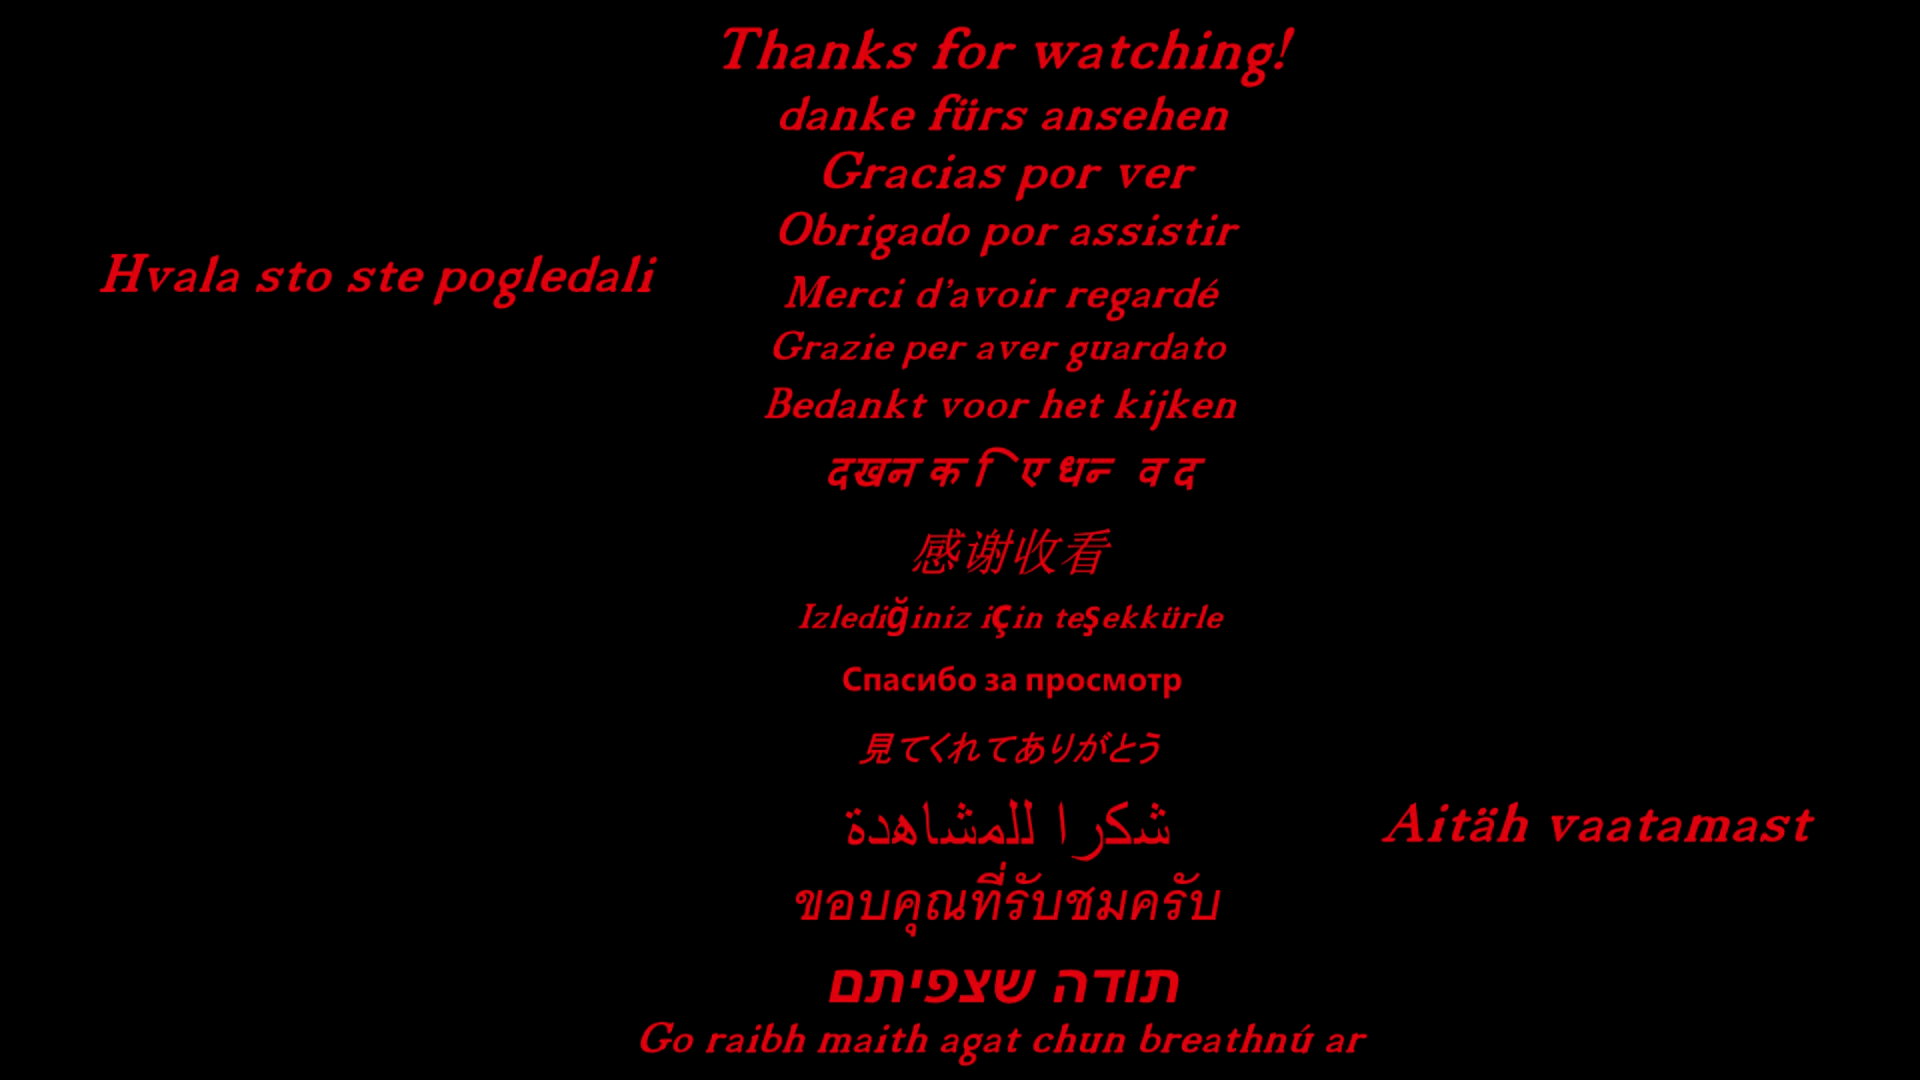 Thanks for watching!
danke fürs ansehen
Gracias por ver
Obrigado por assistir
Hvala sto ste pogledali
Merci d'avoir regardé
Grazie per aver guardato
Bedankt voor het kijken
दखन क िए धन्  व द
感谢收看
Izlediğiniz için teşekkürle
Спасибо за просмотр
見てくれてありがとう
شكرا للمشاهدة
Aitäh vaatamast
ขอบคุณที่รับชมครับ
תודה שצפיתם
Go raibh maith agat chun breathnú ar